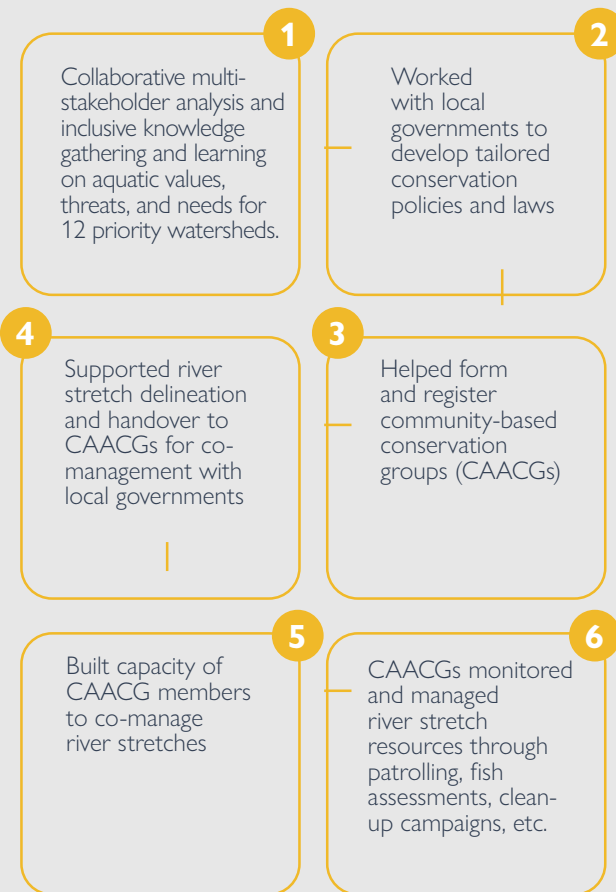 1
Collaborative multi-
stakeholder analysis and
inclusive knowledge
gathering and learning
on aquatic values,
threats, and needs for
12 priority watersheds.
2
Worked
with local
governments to
develop tailored
conservation
policies and laws
3
Helped form
and register
community-based
conservation
groups (CAACGs)
4
Supported river
stretch delineation
and handover to
CAACGs for co-
management with
local governments
5
Built capacity of
CAACG members
to co-manage
river stretches
6
CAACGs monitored
and managed
river stretch
resources through
patrolling, fish
assessments, clean-
up campaigns, etc.